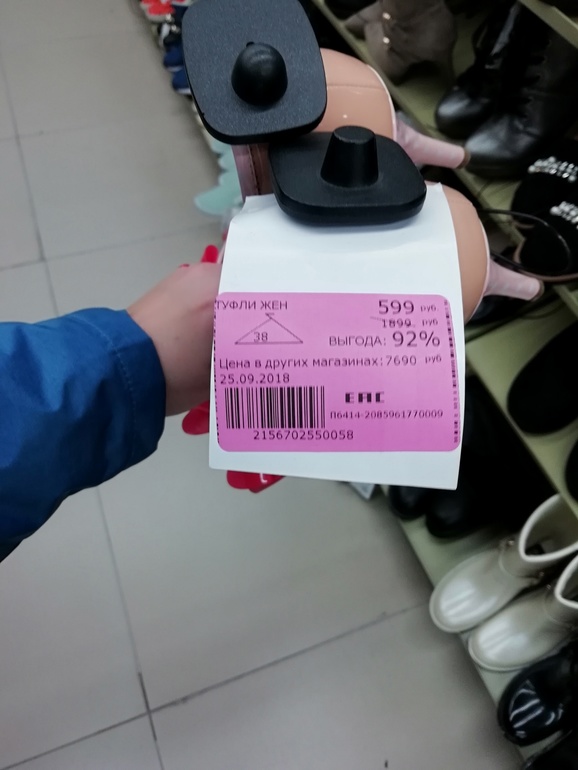 ТУФЛИ ЖЕН
599 руб
1899 руб
38
ВЫГОДА: 92%
Цена в других магазинах: 7690 руб
25.09.2018
EAC
П6414-2085961770009
2156702550058